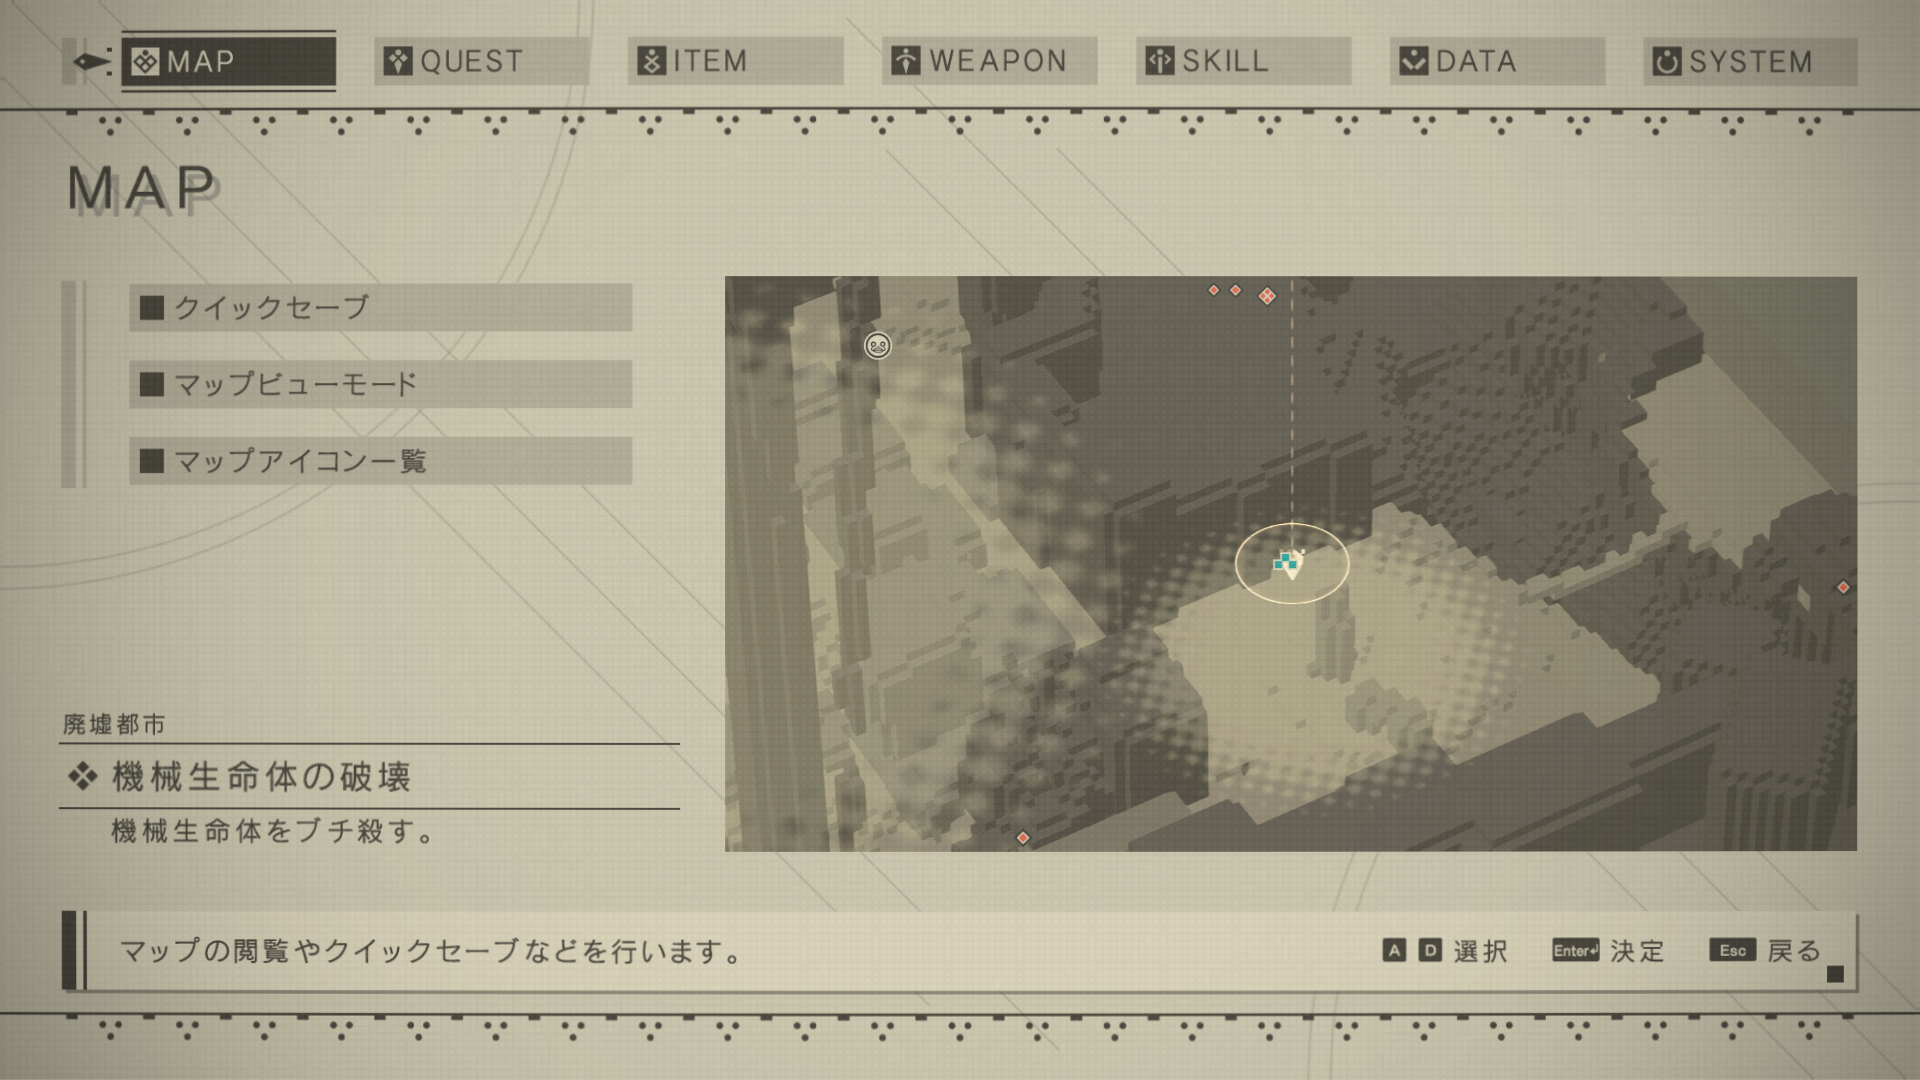 MAP
QUEST
ITEM
WEAPON
SKILL
DATA
SYSTEM
MAP
クイックセーブ
マップビューモード
マップアイコン一覧
廃墟都市
機械生命体の破壊
機械生命体をブチ殺す。
マップの閲覧やクイックセーブなどを行います。
A D 選択 Enter↵ 決定 Esc 戻る